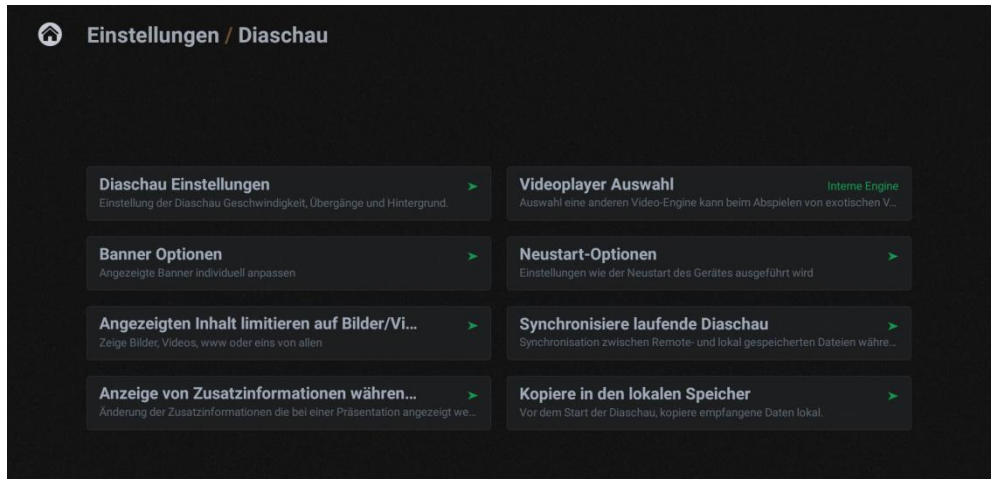 Einstellungen / Diaschau
Diaschau Einstellungen
Einstellung der Diaschau Geschwindigkeit, Übergänge und Hintergrund.
Videoplayer Auswahl
Interne Engine
Auswahl eine anderen Video-Engine kann beim Abspielen von exotischen V...
Banner Optionen
Angezeigte Banner individuell anpassen
Neustart-Optionen
Einstellungen wie der Neustart des Gerätes ausgeführt wird
Angezeigten Inhalt limitieren auf Bilder/Vi...
Zeige Bilder, Videos, www oder eins von allen
Synchronisiere laufende Diaschau
Synchronisation zwischen Remote- und lokal gespeicherten Dateien währe...
Anzeige von Zusatzinformationen währen...
Änderung der Zusatzinformationen die bei einer Präsentation angezeigt we...
Kopiere in den lokalen Speicher
Vor dem Start der Diaschau, kopiere empfangene Daten lokal.